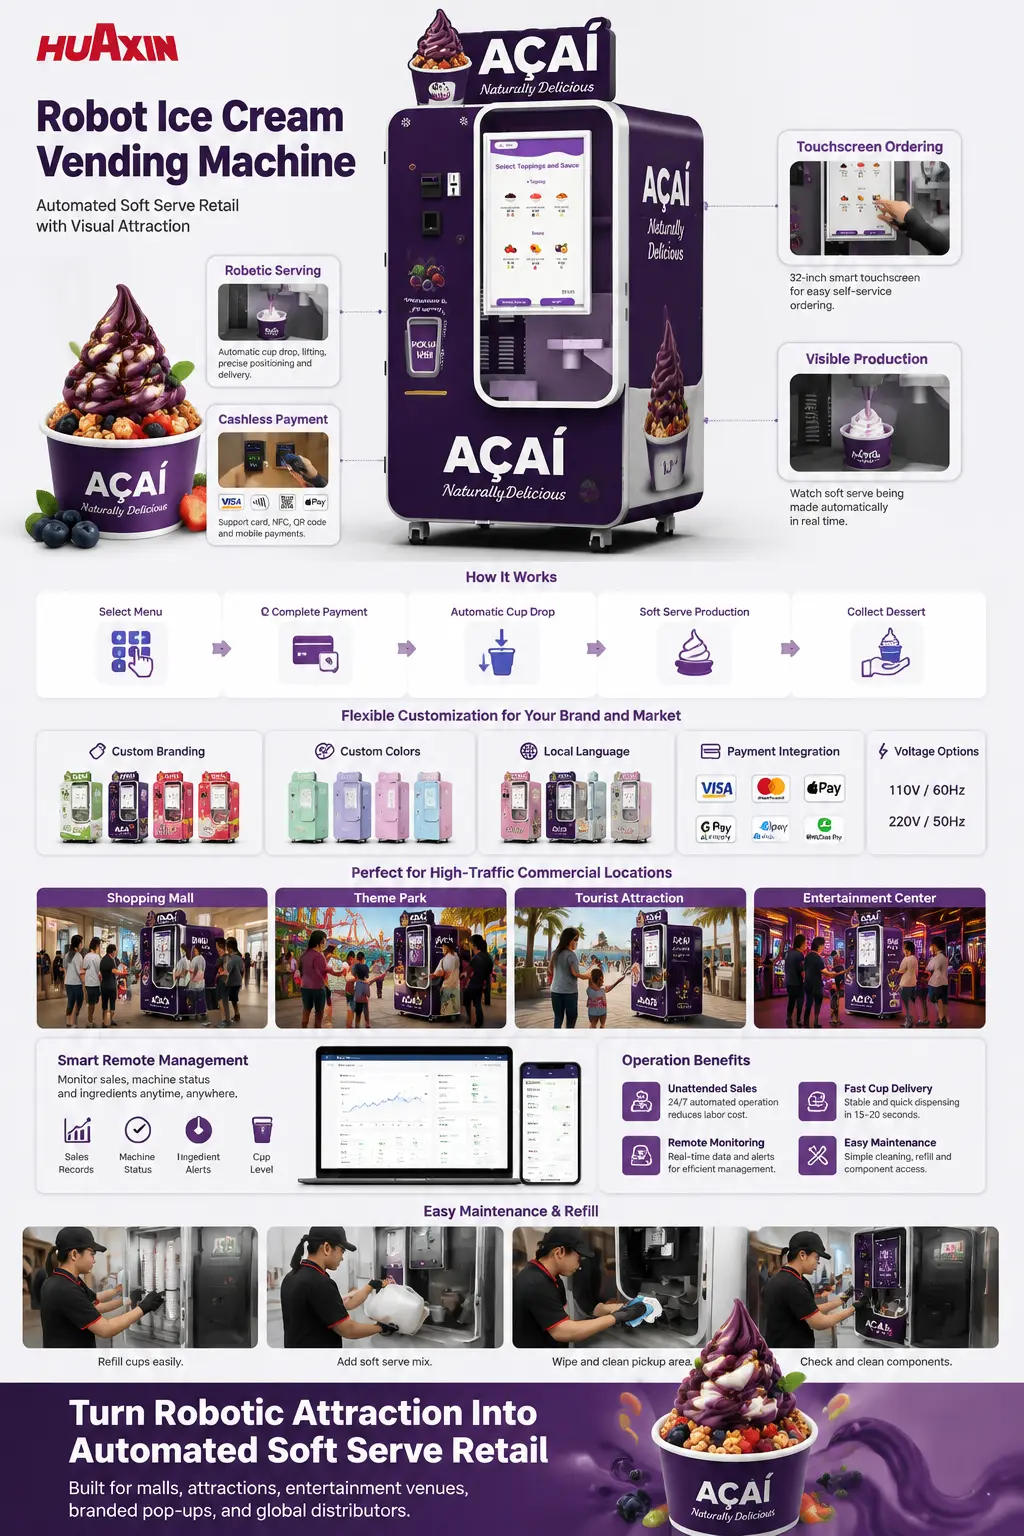 HUAXIN
Robot Ice Cream
Vending Machine
Automated Soft Serve Retail
with Visual Attraction
AÇAÍ
Naturally Delicious
Select Toppings and Sauce
AÇAÍ
Naturally
Delicious
AÇAÍ
Naturally Delicious
AÇAÍ
Naturally Delicious
Robotic Serving
Automatic cup drop, lifting,
precise positioning and
delivery.
Cashless Payment
VISA
Pay
Support card, NFC, QR code
and mobile payments.
Touchscreen Ordering
32-inch smart touchscreen
for easy self-service
ordering.
Visible Production
Watch soft serve being
made automatically
in real time.
How It Works
Select Menu
Complete Payment
Automatic Cup Drop
Soft Serve Production
Collect Dessert
Flexible Customization for Your Brand and Market
Custom Branding
Custom Colors
Local Language
Payment Integration
VISA
Pay
G Pay
Voltage Options
110V / 60Hz
220V / 50Hz
Perfect for High-Traffic Commercial Locations
Shopping Mall
Theme Park
Tourist Attraction
Entertainment Center
Smart Remote Management
Monitor sales, machine status
and ingredients anytime, anywhere.
Sales
Records
Machine
Status
Ingedient
Alerts
Cpp
Level
Operation Benefits
Unattended Sales
24/7 automated operation
reduces labor cost.
Fast Cup Delivery
Stable and quick dispensing
in 15-20 seconds.
Remote Monitoring
Real-time data and alerts
for efficient management.
Easy Maintenance
Simple cleaning, refill and
component access.
Easy Maintenance & Refill
Refill cups easily.
Add soft serve mix.
Wipe and clean pickup area.
Check and clean components.
Turn Robotic Attraction Into
Automated Soft Serve Retail
Built for malls, attractions, entertainment venues,
branded pop-ups, and global distributors.
AÇAÍ
Naturally Delicious